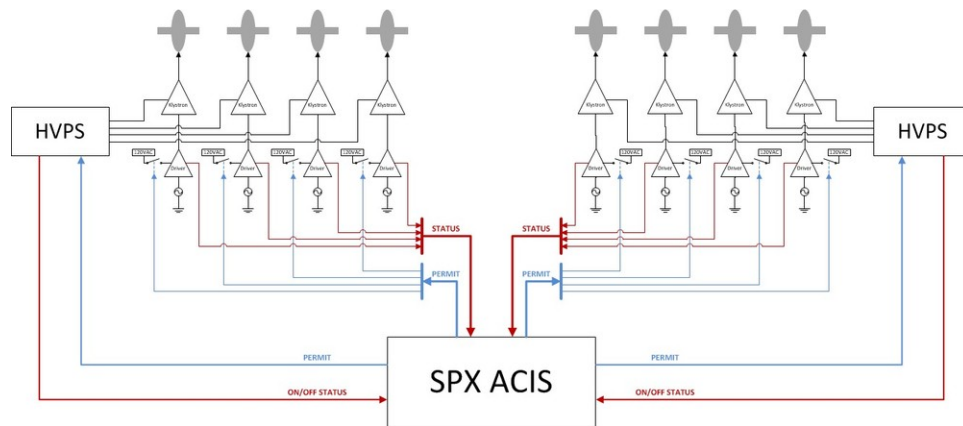 Klystron Klystron Klystron Klystron Klystron Klystron Klystron Klystron
HVPS HVPS
120VAC 120VAC 120VAC 120VAC 120VAC 120VAC 120VAC 120VAC
Driver Driver Driver Driver Driver Driver Driver Driver
STATUS STATUS
PERMIT PERMIT
PERMIT PERMIT
SPX ACIS
ON/OFF STATUS ON/OFF STATUS